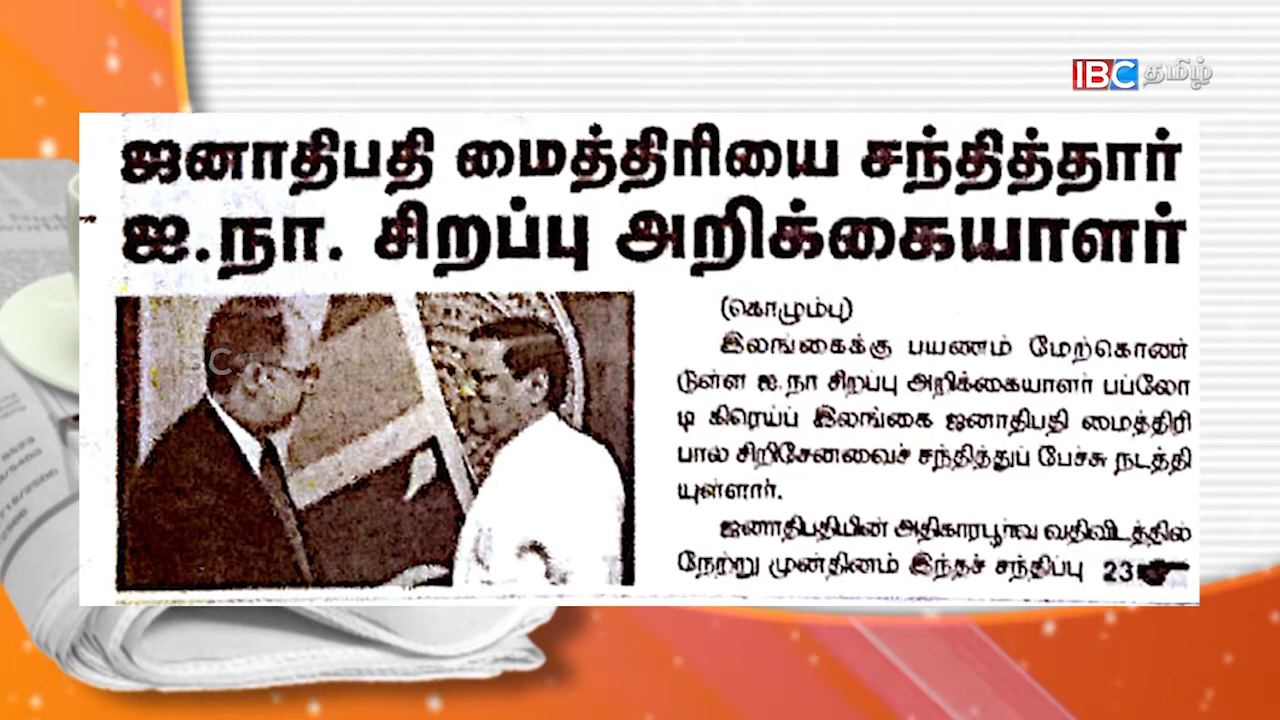 IBC தமிழ்
ஜனாதிபதி மைத்திரியை சந்தித்தார்
ஐ.நா. சிறப்பு அறிக்கையாளர்
(கொழும்பு)
இலங்கைக்கு பயணம் மேற்கொண்
டுள்ள ஐ.நா சிறப்பு அறிக்கையாளர் பப்லோ
டி கிரெய்ப் இலங்கை ஜனாதிபதி மைத்திரி
பால சிறிசேனவைச் சந்தித்துப் பேச்சு நடத்தி
யுள்ளார்.
ஜனாதிபதியின் அதிகாரபூர்வ வதிவிடத்தில்
நேற்று முன்தினம் இந்தச் சந்திப்பு 23